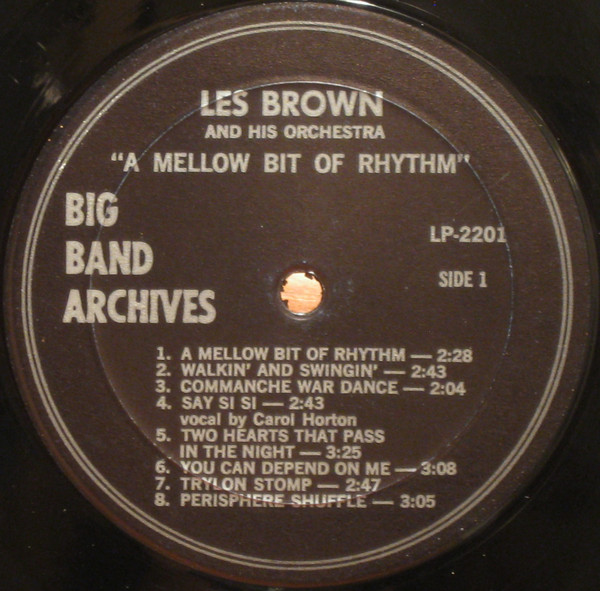 LES BROWN
AND HIS ORCHESTRA
"A MELLOW BIT OF RHYTHM"
BIG
BAND
ARCHIVES
LP-2201
SIDE 1
1. A MELLOW BIT OF RHYTHM — 2:28
2. WALKIN' AND SWINGIN' — 2:43
3. COMMANCHE WAR DANCE — 2:04
4. SAY SI SI — 2:43
vocal by Carol Horton
5. TWO HEARTS THAT PASS
IN THE NIGHT — 3:25
6. YOU CAN DEPEND ON ME — 3:08
7. TRYLON STOMP — 2:47
8. PERISPHERE SHUFFLE — 3:05